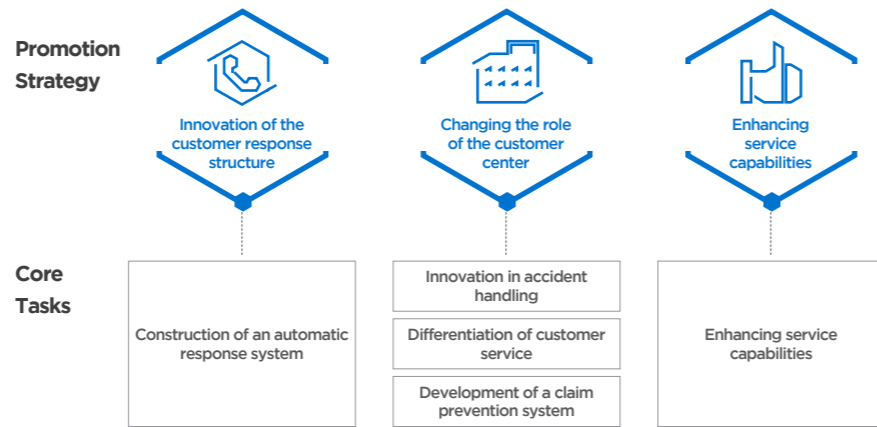 Promotion
Strategy
Innovation of the
customer response
structure
Changing the role
of the customer
center
Enhancing
service
capabilities
Core
Tasks
Construction of an automatic
response system
Innovation in accident
handling
Differentiation of customer
service
Development of a claim
prevention system
Enhancing service
capabilities